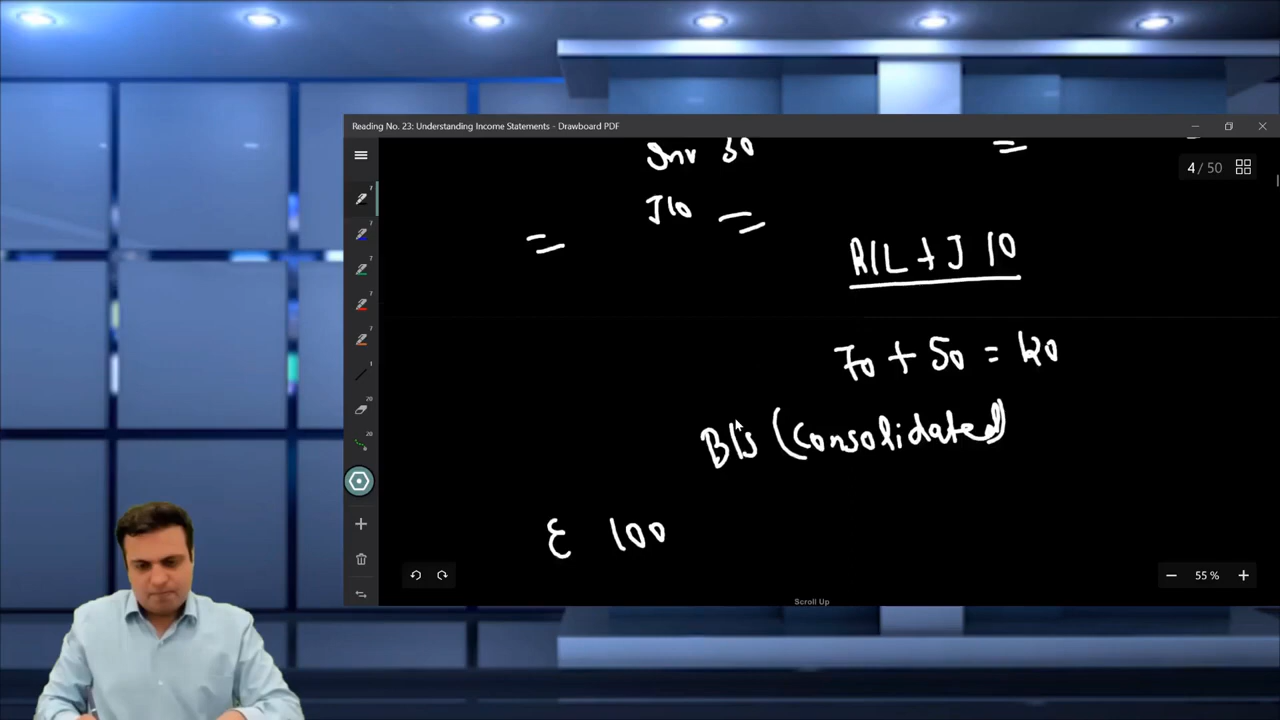 Reading No. 23: Understanding Income Statements - Drawboard PDF
Inv 30
4 / 50
J10
RIL + J 10
70 + 50 = 120
B/S (Consolidated)
E 100
55 %
Scroll Up